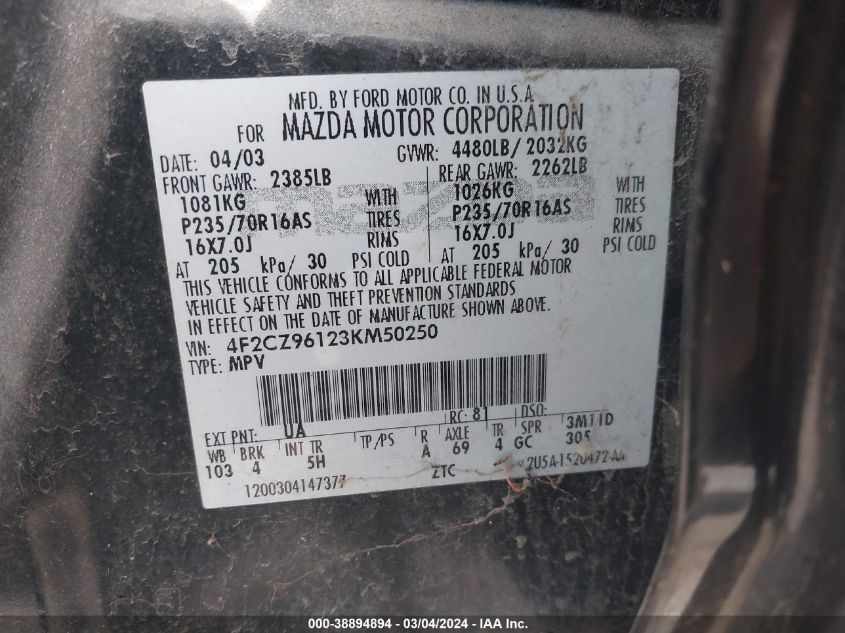 MFD. BY FORD MOTOR CO. IN U.S.A
FOR MAZDA MOTOR CORPORATION
DATE: 04/03 GVWR: 4480LB/ 2032KG
FRONT GAWR: 2385LB REAR GAWR: 2262LB
1081KG WITH 1026KG WITH
P235/70R16AS TIRES P235/70R16AS TIRES
16X7.0J RIMS 16X7.0J RIMS
AT 205 kPa/ 30 PSI COLD AT 205 kPa/ 30 PSI COLD
THIS VEHICLE CONFORMS TO ALL APPLICABLE FEDERAL MOTOR
VEHICLE SAFETY AND THEFT PREVENTION STANDARDS
IN EFFECT ON THE DATE OF MANUFACTURE SHOWN ABOVE.
VIN: 4F2CZ96123KM50250
TYPE: MPV
EXT PNT: UA RC: 81 DSO:
WB BRK INT TR TP/PS R AXLE TR SPR 3M11D
103 4 5H A 69 4 GC 305
1200304147377 ZTC 2U5A-1520472-AA
000-38894894 - 03/04/2024 - IAA Inc.